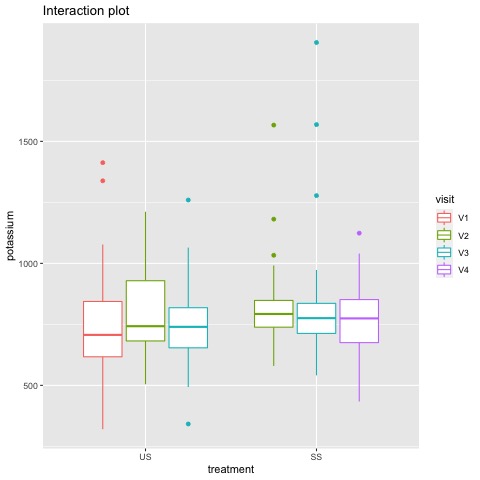 Interaction plot
potassium
1500
1000
500
US
SS
treatment
visit
V1
V2
V3
V4